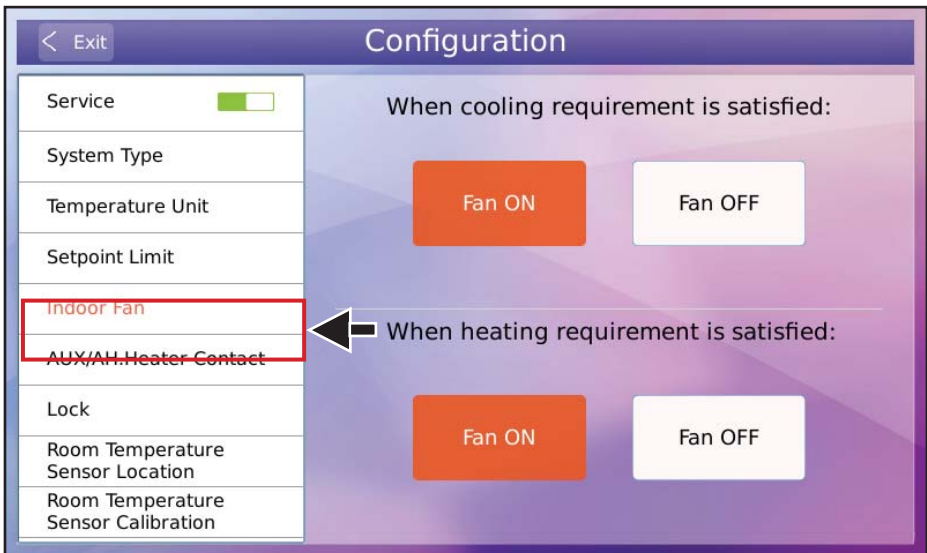 Exit
Configuration
Service
System Type
Temperature Unit
Setpoint Limit
Indoor Fan
AUX/AH.Heater Contact
Lock
Room Temperature
Sensor Location
Room Temperature
Sensor Calibration
When cooling requirement is satisfied:
Fan ON
Fan OFF
When heating requirement is satisfied:
Fan ON
Fan OFF